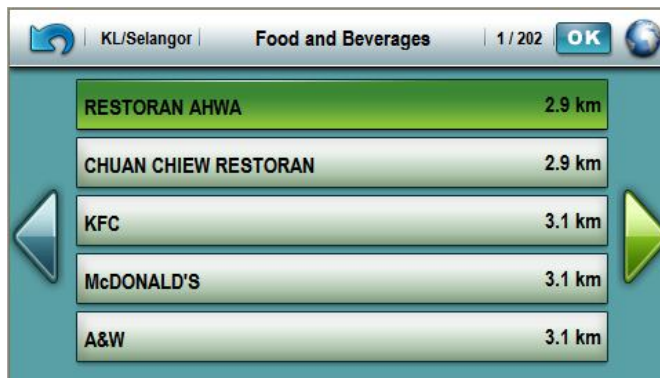 KL/Selangor Food and Beverages 1 / 202 OK
RESTORAN AHWA 2.9 km
CHUAN CHIEW RESTORAN 2.9 km
KFC 3.1 km
McDONALD'S 3.1 km
A&W 3.1 km